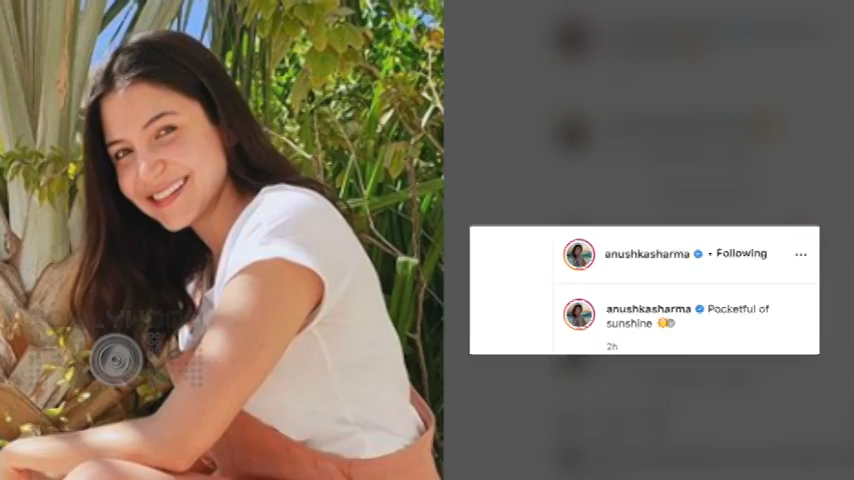 anushkasharma • Following
anushkasharma Pocketful of
sunshine
2h